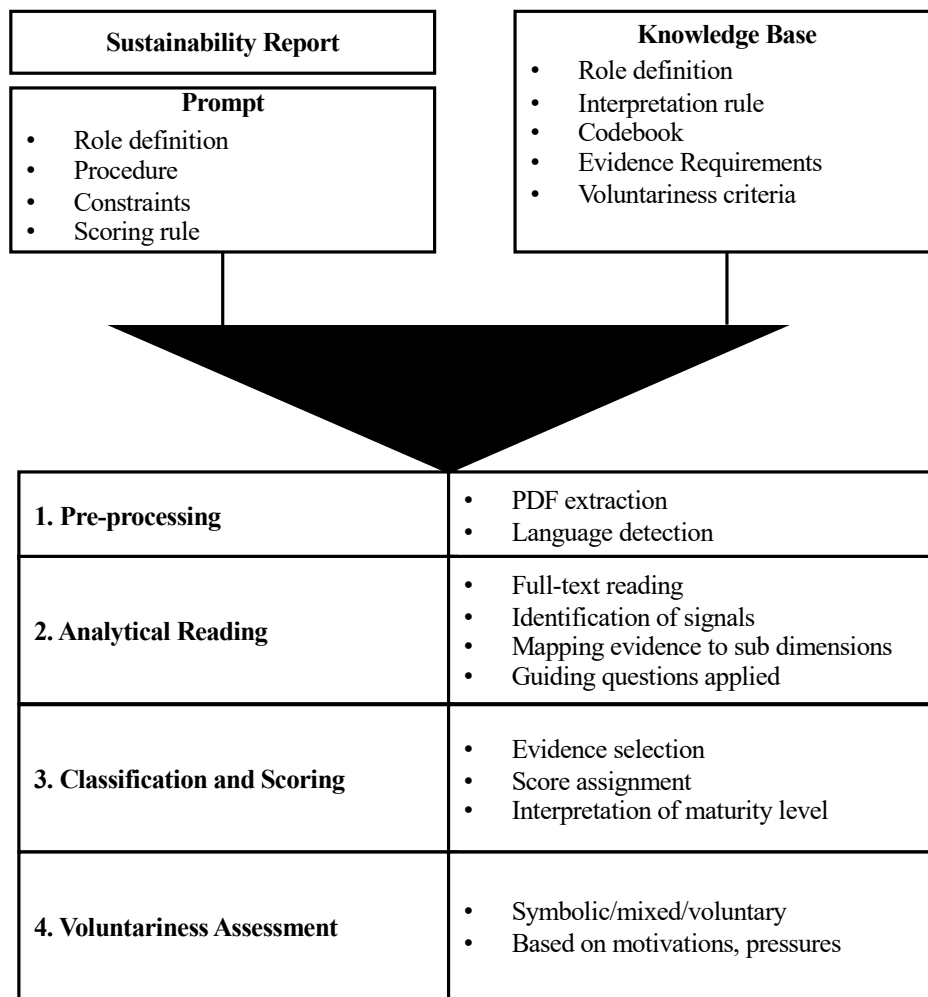 Sustainability Report
Prompt
• Role definition
• Procedure
• Constraints
• Scoring rule
Knowledge Base
• Role definition
• Interpretation rule
• Codebook
• Evidence Requirements
• Voluntariness criteria
1. Pre-processing
• PDF extraction
• Language detection
2. Analytical Reading
• Full-text reading
• Identification of signals
• Mapping evidence to sub dimensions
• Guiding questions applied
3. Classification and Scoring
• Evidence selection
• Score assignment
• Interpretation of maturity level
4. Voluntariness Assessment
• Symbolic/mixed/voluntary
• Based on motivations, pressures